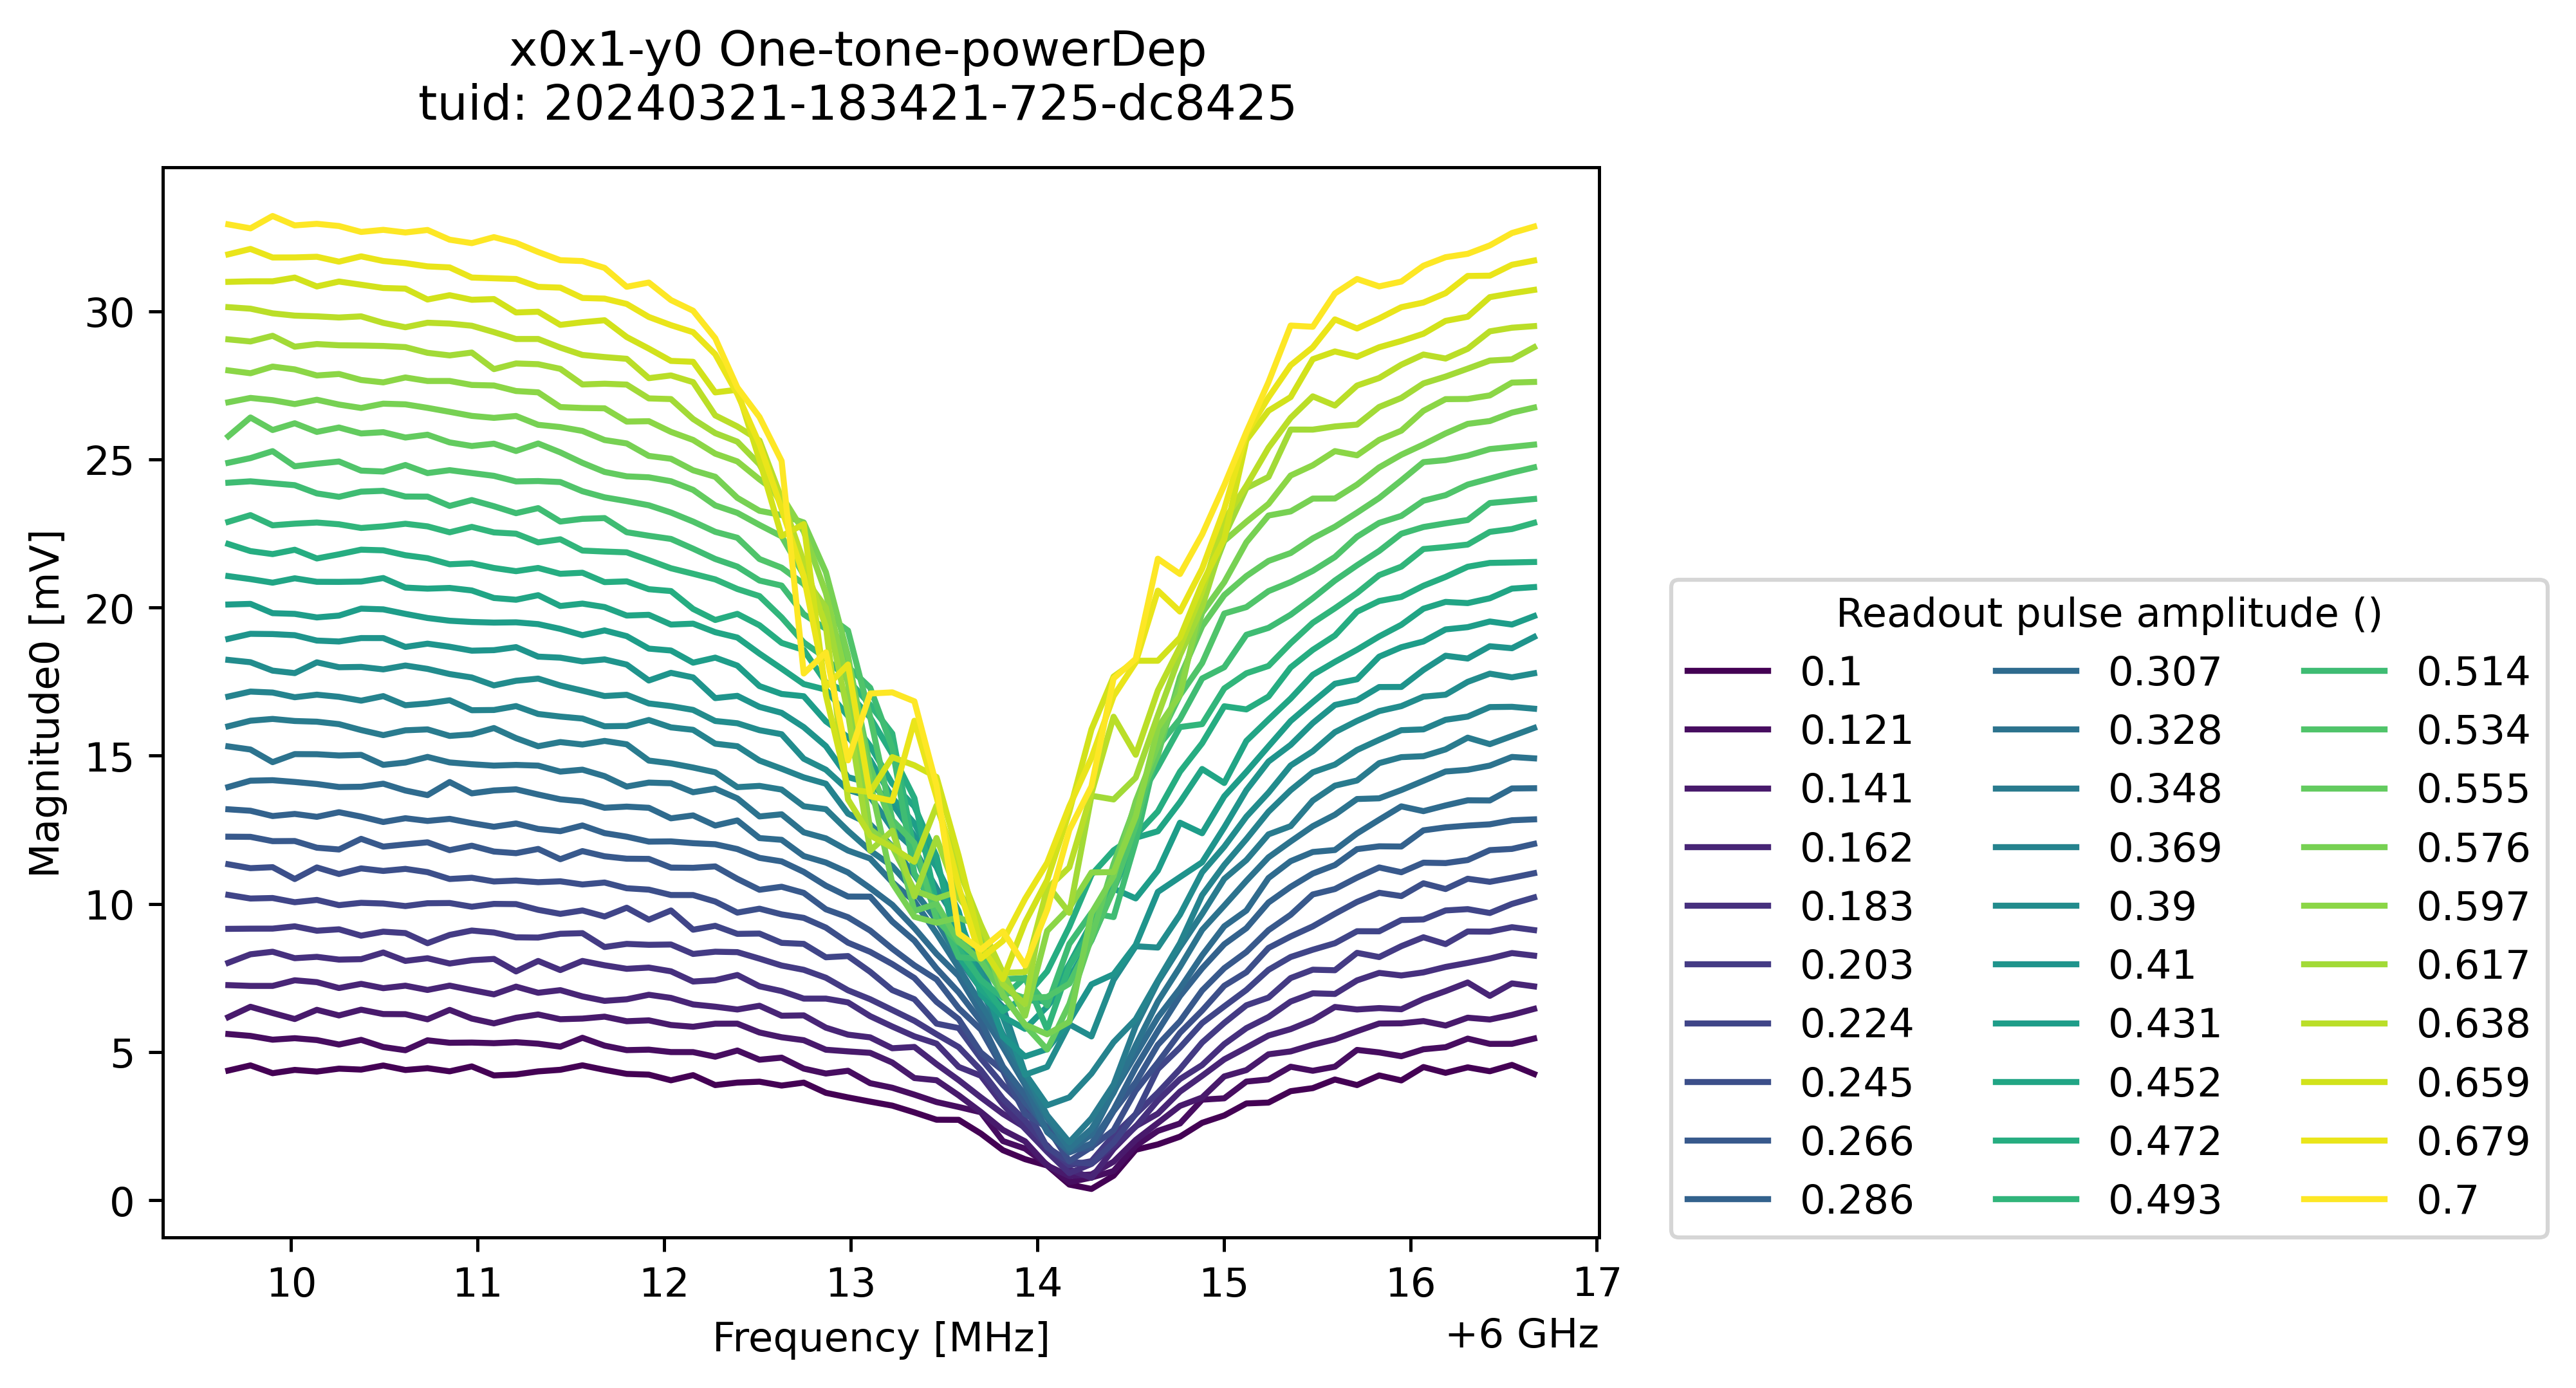 x0x1-y0 One-tone-powerDep
tuid: 20240321-183421-725-dc8425
Magnitude0 [mV]
30
25
20
15
10
5
0
10 11 12 13 14 15 16 17
Frequency [MHz]
+6 GHz
Readout pulse amplitude ()
0.1 0.307 0.514
0.121 0.328 0.534
0.141 0.348 0.555
0.162 0.369 0.576
0.183 0.39 0.597
0.203 0.41 0.617
0.224 0.431 0.638
0.245 0.452 0.659
0.266 0.472 0.679
0.286 0.493 0.7